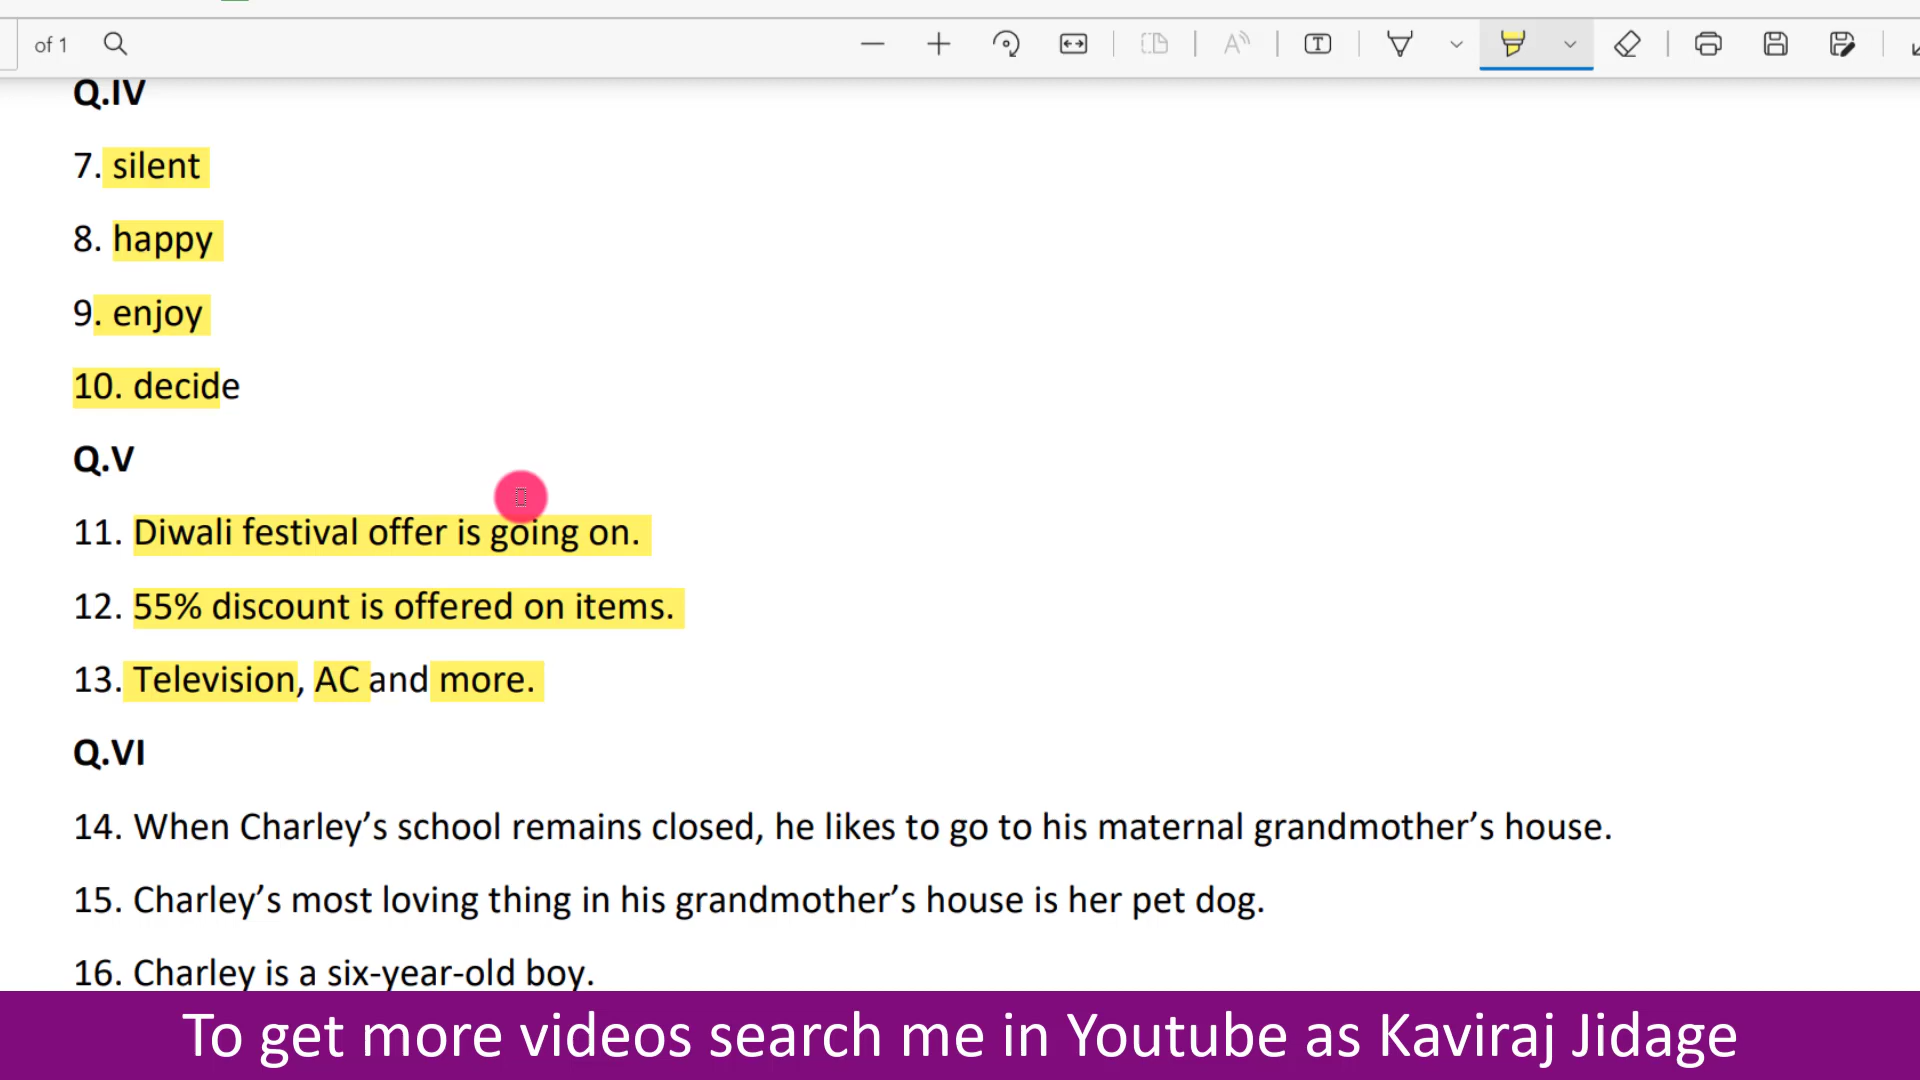 of 1
Q.IV
7. silent
8. happy
9. enjoy
10. decide
Q.V
11. Diwali festival offer is going on.
12. 55% discount is offered on items.
13. Television, AC and more.
Q.VI
14. When Charley’s school remains closed, he likes to go to his maternal grandmother’s house.
15. Charley’s most loving thing in his grandmother’s house is her pet dog.
16. Charley is a six-year-old boy.
To get more videos search me in Youtube as Kaviraj Jidage